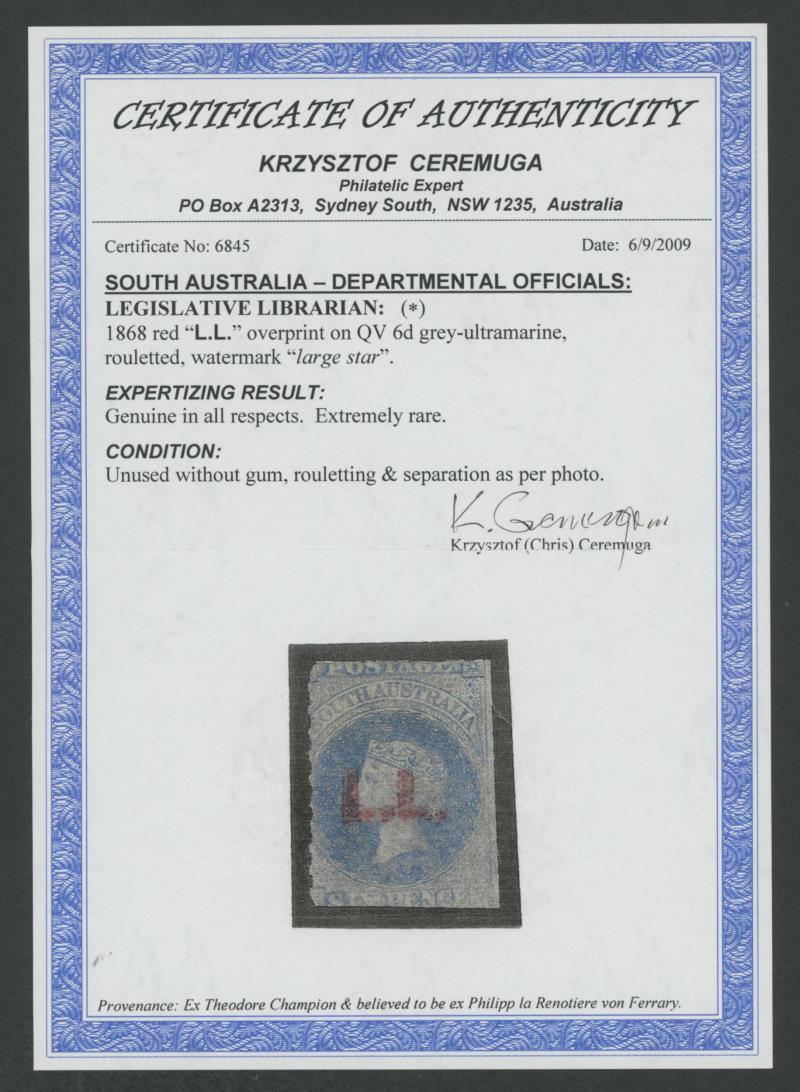 CERTIFICATE OF AUTHENTICITY
KRZYSZTOF CEREMUGA
Philatelic Expert
PO Box A2313, Sydney South, NSW 1235, Australia
Certificate No: 6845 Date: 6/9/2009
SOUTH AUSTRALIA – DEPARTMENTAL OFFICIALS:
LEGISLATIVE LIBRARIAN: (*)
1868 red “L.L.” overprint on QV 6d grey-ultramarine,
rouletted, watermark “large star”.
EXPERTIZING RESULT:
Genuine in all respects. Extremely rare.
CONDITION:
Unused without gum, rouletting & separation as per photo.
K. Ceremuga
Krzysztof (Chris) Ceremuga
POSTAGE
SOUTH AUSTRALIA
L.L.
SIX PENC
Provenance: Ex Theodore Champion & believed to be ex Philipp la Renotiere von Ferrary.